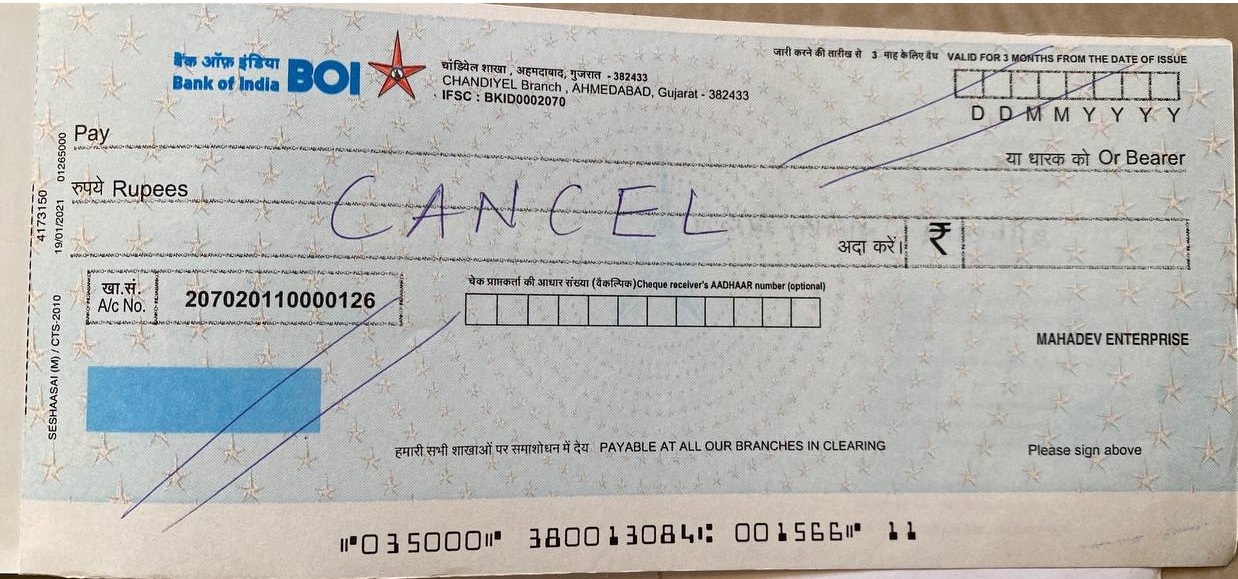 बैंक ऑफ़ इंडिया
Bank of India BOI
चांडियेल शाखा , अहमदाबाद, गुजरात - 382433
CHANDIYEL Branch , AHMEDABAD, Gujarat - 382433
IFSC : BKID0002070
जारी करने की तारीख से 3 माह के लिए वैध VALID FOR 3 MONTHS FROM THE DATE OF ISSUE
D D M M Y Y Y Y
Pay
या धारक को Or Bearer
रुपये Rupees
CANCEL
अदा करें। ₹
खा.सं.
A/c No. 207020110000126
चेक प्राप्तकर्ता की आधार संख्या (वैकल्पिक)Cheque receiver's AADHAAR number (optional)
MAHADEV ENTERPRISE
हमारी सभी शाखाओं पर समाशोधन में देय PAYABLE AT ALL OUR BRANCHES IN CLEARING
Please sign above
⑈035000⑈ 380013084⑆ 001566⑈ 11
4173150
19/01/2021 01265000
SESHAASAI (M) / CTS-2010